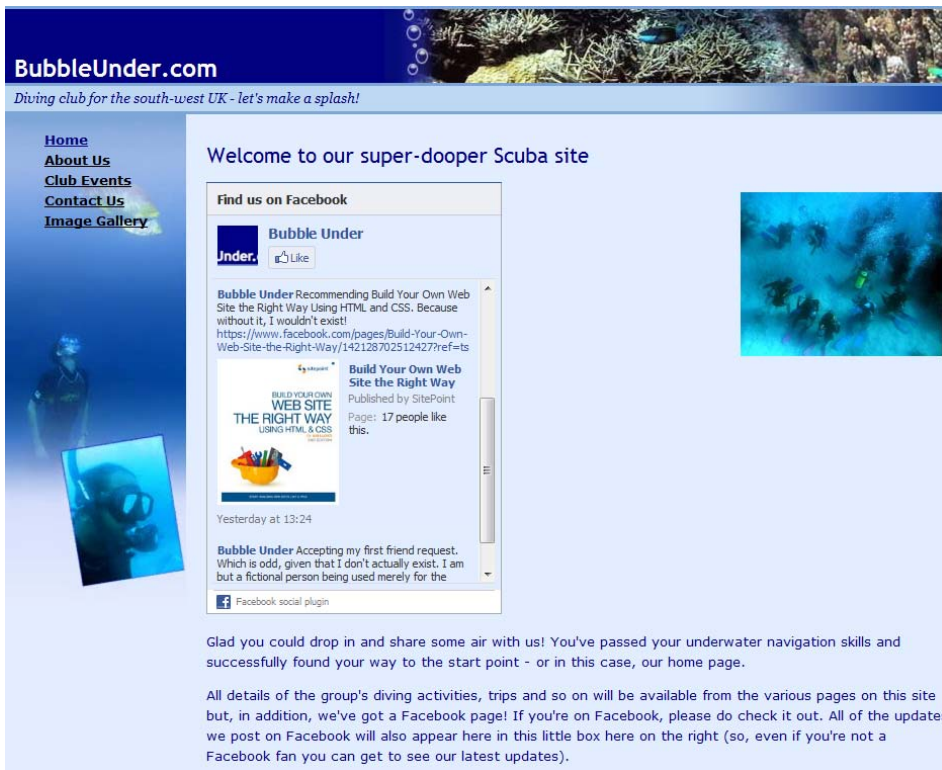 BubbleUnder.com
Diving club for the south-west UK - let's make a splash!
Home
About Us
Club Events
Contact Us
Image Gallery
Welcome to our super-dooper Scuba site
Find us on Facebook
Under.
Bubble Under
Like
Bubble Under Recommending Build Your Own Web
Site the Right Way Using HTML and CSS. Because
without it, I wouldn't exist!
https://www.facebook.com/pages/Build-Your-Own-
Web-Site-the-Right-Way/142128702512427?ref=ts
sitepoint
BUILD YOUR OWN
WEB SITE
THE RIGHT WAY
USING HTML & CSS
Build Your Own Web
Site the Right Way
Published by SitePoint
Page: 17 people like
this.
Yesterday at 13:24
Bubble Under Accepting my first friend request.
Which is odd, given that I don't actually exist. I am
but a fictional person being used merely for the
Facebook social plugin
Glad you could drop in and share some air with us! You've passed your underwater navigation skills and
successfully found your way to the start point - or in this case, our home page.
All details of the group's diving activities, trips and so on will be available from the various pages on this site
but, in addition, we've got a Facebook page! If you're on Facebook, please do check it out. All of the update
we post on Facebook will also appear here in this little box here on the right (so, even if you're not a
Facebook fan you can get to see our latest updates).